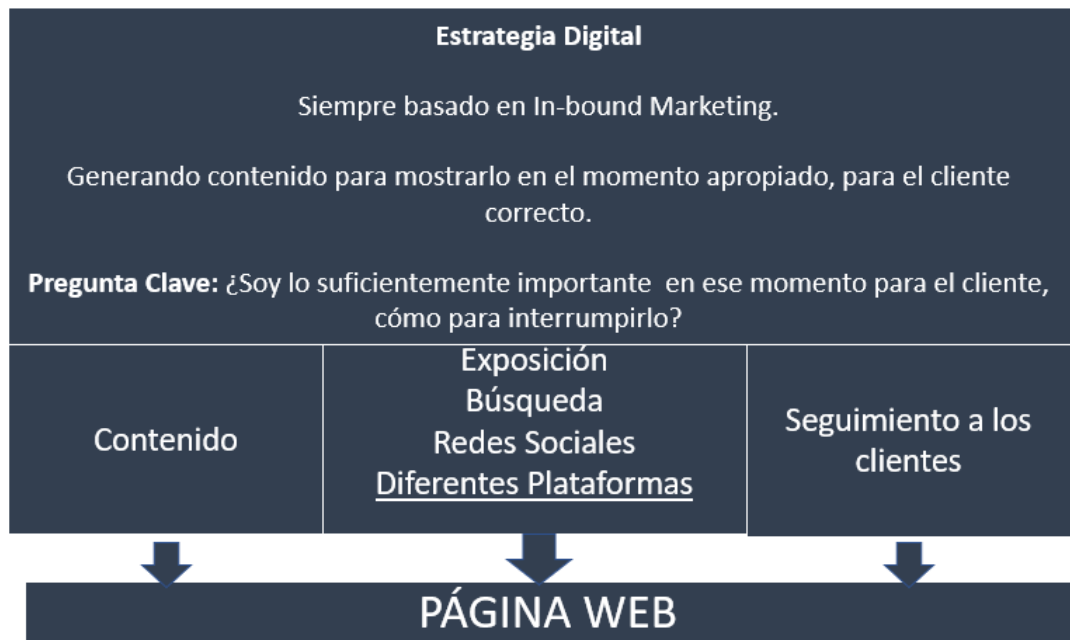 Estrategia Digital
Siempre basado en In-bound Marketing.
Generando contenido para mostrarlo en el momento apropiado, para el cliente
correcto.
Pregunta Clave: ¿Soy lo suficientemente importante  en ese momento para el cliente,
cómo para interrumpirlo?
Contenido
Exposición
Búsqueda
Redes Sociales
Diferentes Plataformas
Seguimiento a los
clientes
PÁGINA WEB